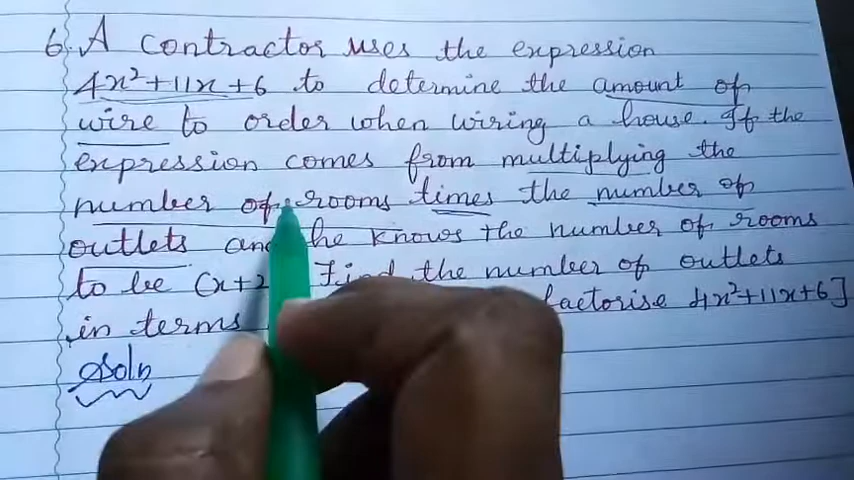 6. A Contractor uses the expression
4x²+11x+6 to determine the amount of
wire to order when wiring a house. If the
expression comes from multiplying the
number of rooms times the number of
outlets and he knows the number of rooms
to be (x+2 Find the number of outlets
in terms factorise 4x²+11x+6]
Soln